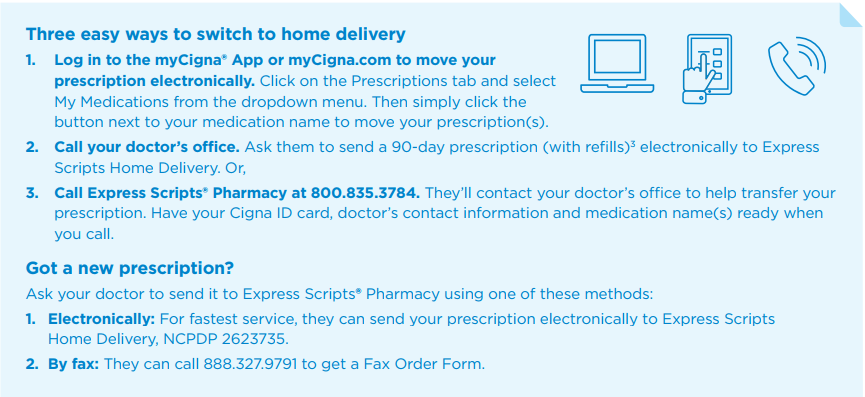 Three easy ways to switch to home delivery
1. Log in to the myCigna® App or myCigna.com to move your
prescription electronically. Click on the Prescriptions tab and select
My Medications from the dropdown menu. Then simply click the
button next to your medication name to move your prescription(s).
2. Call your doctor’s office. Ask them to send a 90-day prescription (with refills)³ electronically to Express
Scripts Home Delivery. Or,
3. Call Express Scripts® Pharmacy at 800.835.3784. They’ll contact your doctor’s office to help transfer your
prescription. Have your Cigna ID card, doctor’s contact information and medication name(s) ready when
you call.
Got a new prescription?
Ask your doctor to send it to Express Scripts® Pharmacy using one of these methods:
1. Electronically: For fastest service, they can send your prescription electronically to Express Scripts
Home Delivery, NCPDP 2623735.
2. By fax: They can call 888.327.9791 to get a Fax Order Form.